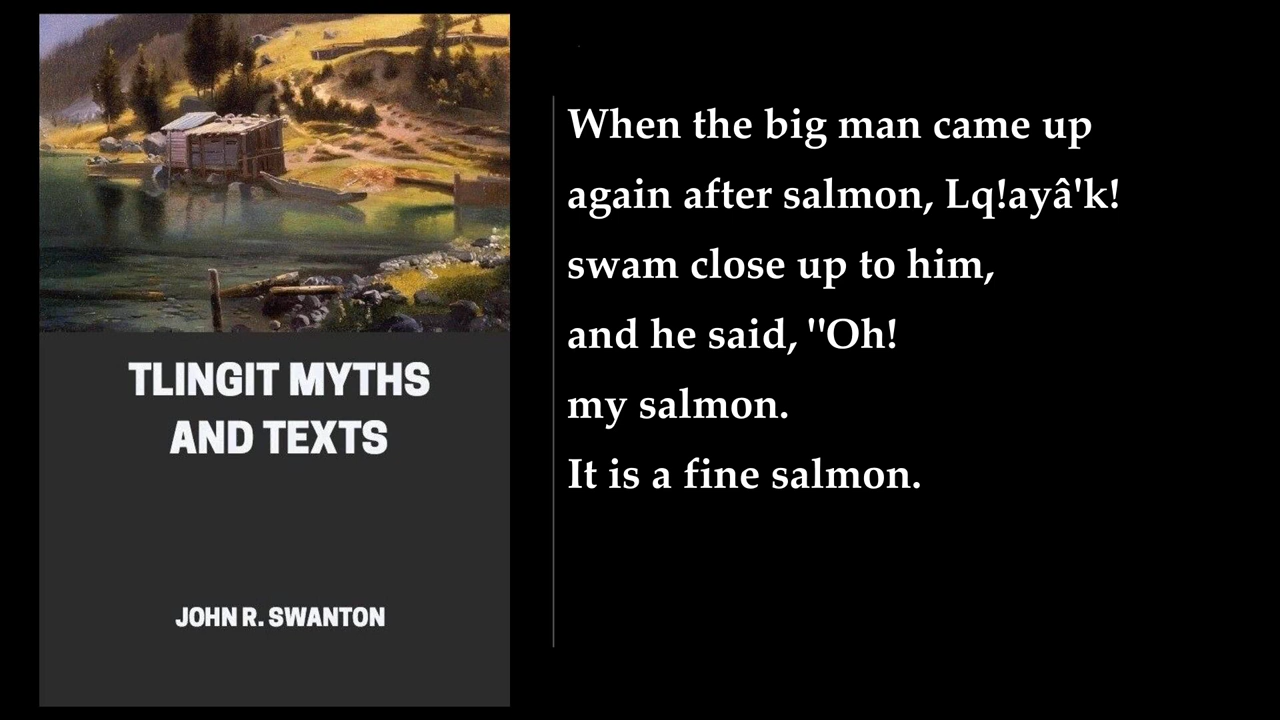 TLINGIT MYTHS
AND TEXTS
JOHN R. SWANTON
When the big man came up
again after salmon, Lq!ayâ'k!
swam close up to him,
and he said, "Oh!
my salmon.
It is a fine salmon.